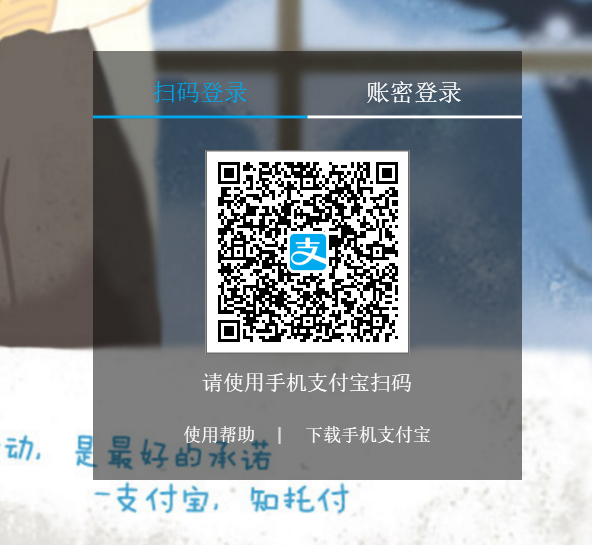 扫码登录 账密登录
支
请使用手机支付宝扫码
使用帮助 | 下载手机支付宝
动，是最好的承诺
-支付宝，知托付